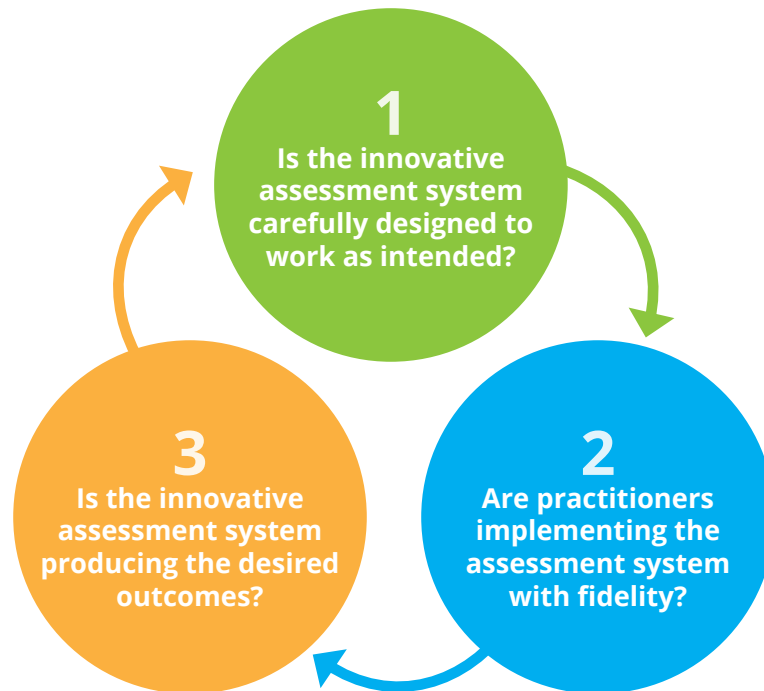 1
Is the innovative
assessment system
carefully designed to
work as intended?
2
Are practitioners
implementing the
assessment system
with fidelity?
3
Is the innovative
assessment system
producing the desired
outcomes?